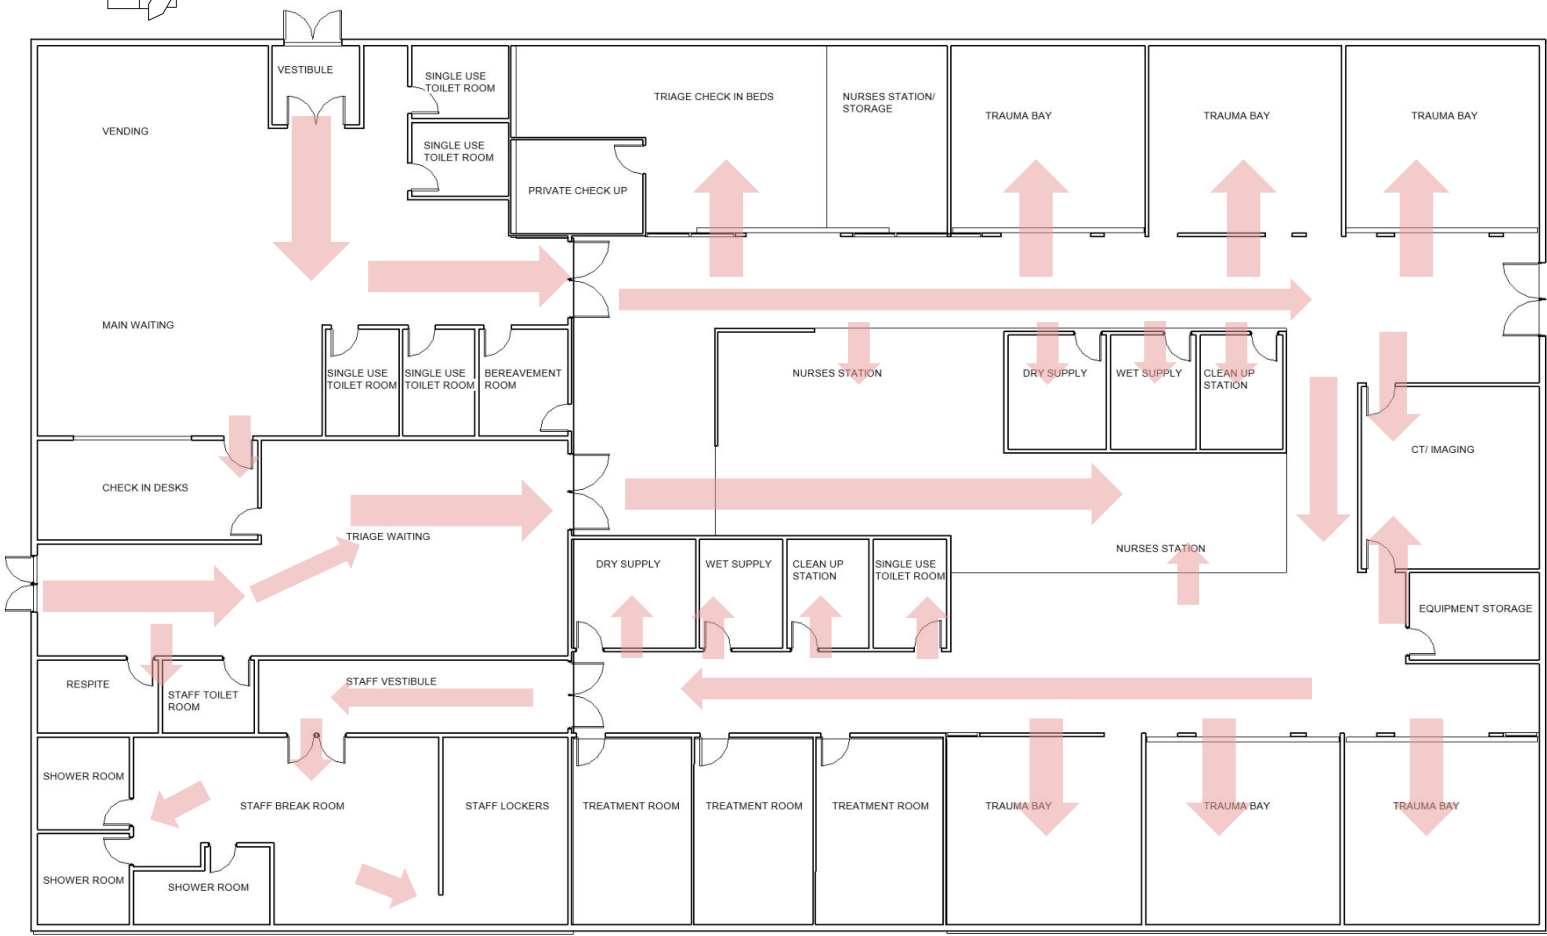 VESTIBULE
SINGLE USE
TOILET ROOM
TRIAGE CHECK IN BEDS
NURSES STATION/
STORAGE
TRAUMA BAY
TRAUMA BAY
TRAUMA BAY
VENDING
SINGLE USE
TOILET ROOM
PRIVATE CHECK UP
MAIN WAITING
SINGLE USE
TOILET ROOM
SINGLE USE
TOILET ROOM
BEREAVEMENT
ROOM
NURSES STATION
DRY SUPPLY
WET SUPPLY
CLEAN UP
STATION
CT/ IMAGING
CHECK IN DESKS
TRIAGE WAITING
NURSES STATION
DRY SUPPLY
WET SUPPLY
CLEAN UP
STATION
SINGLE USE
TOILET ROOM
EQUIPMENT STORAGE
RESPITE
STAFF TOILET
ROOM
STAFF VESTIBULE
SHOWER ROOM
STAFF BREAK ROOM
STAFF LOCKERS
TREATMENT ROOM
TREATMENT ROOM
TREATMENT ROOM
TRAUMA BAY
TRAUMA BAY
TRAUMA BAY
SHOWER ROOM
SHOWER ROOM